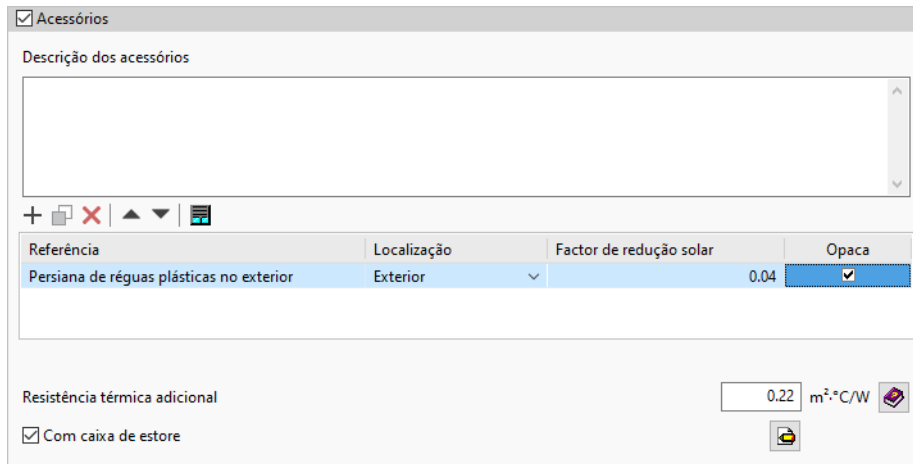 Acessórios
Descrição dos acessórios
Referência Localização Factor de redução solar Opaca
Persiana de réguas plásticas no exterior Exterior 0.04
Resistência térmica adicional 0.22 m²·°C/W
Com caixa de estore